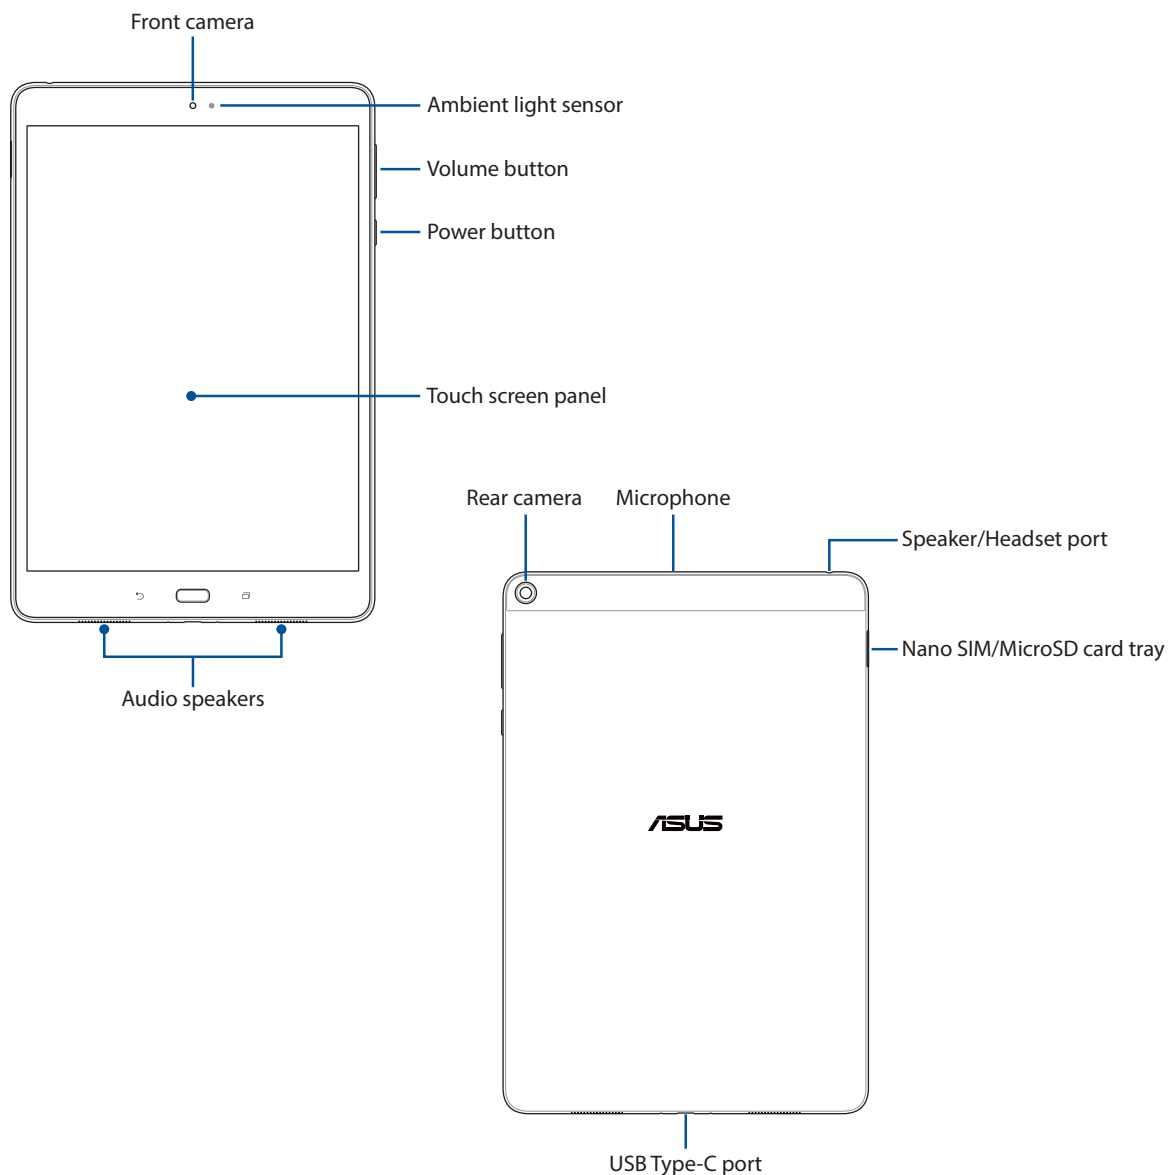 Front camera
Ambient light sensor
Volume button
Power button
Touch screen panel
Audio speakers
Rear camera
Microphone
Speaker/Headset port
Nano SIM/MicroSD card tray
ASUS
USB Type-C port